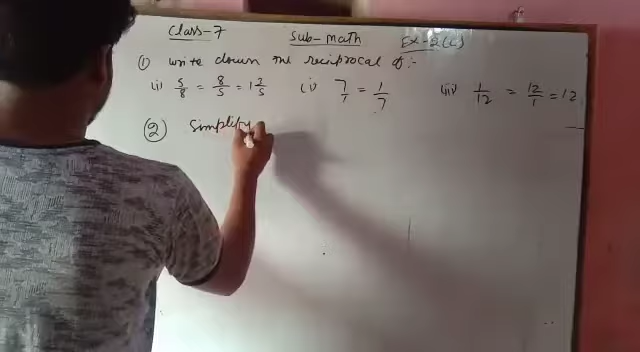 Class-7 Sub-math Ex-2(c)
① Write down the reciprocal of:-
(i) 5/8 = 8/5 = 1 3/5 (ii) 7/1 = 1/7 (iii) 1/12 = 12/1 = 12
② Simplify